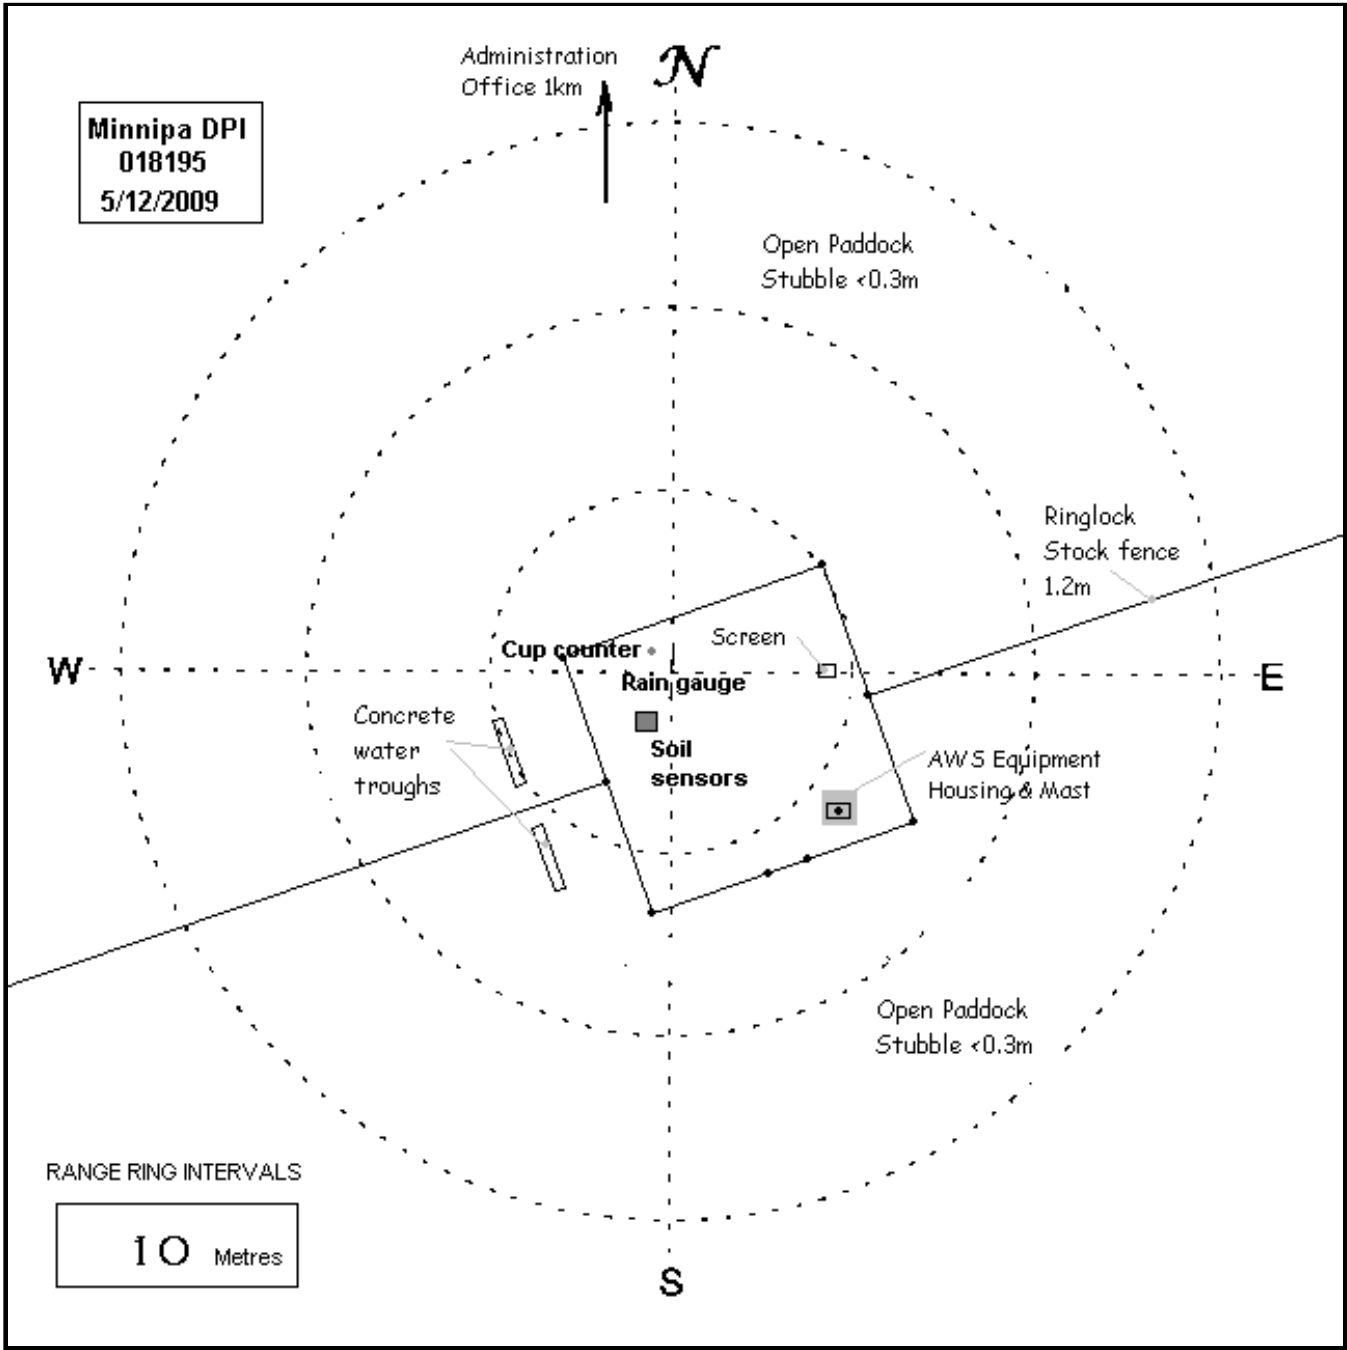 Administration
Office 1km
N
Minnipa DPI
018195
5/12/2009
Open Paddock
Stubble <0.3m
Ringlock
Stock fence
1.2m
Screen
Cup counter
W
Rain gauge
E
Concrete
water
troughs
Soil
sensors
AWS Equipment
Housing & Mast
Open Paddock
Stubble <0.3m
RANGE RING INTERVALS
10 Metres
S